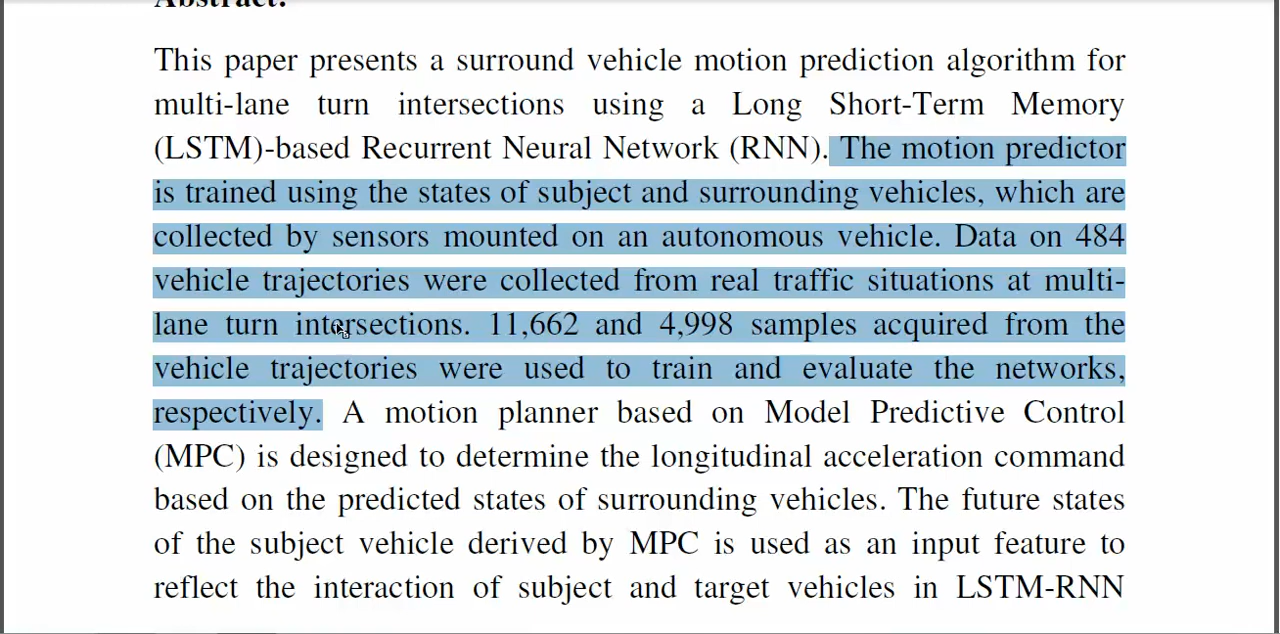 Abstract:
This paper presents a surround vehicle motion prediction algorithm for
multi-lane turn intersections using a Long Short-Term Memory
(LSTM)-based Recurrent Neural Network (RNN). The motion predictor
is trained using the states of subject and surrounding vehicles, which are
collected by sensors mounted on an autonomous vehicle. Data on 484
vehicle trajectories were collected from real traffic situations at multi-
lane turn intersections. 11,662 and 4,998 samples acquired from the
vehicle trajectories were used to train and evaluate the networks,
respectively. A motion planner based on Model Predictive Control
(MPC) is designed to determine the longitudinal acceleration command
based on the predicted states of surrounding vehicles. The future states
of the subject vehicle derived by MPC is used as an input feature to
reflect the interaction of subject and target vehicles in LSTM-RNN